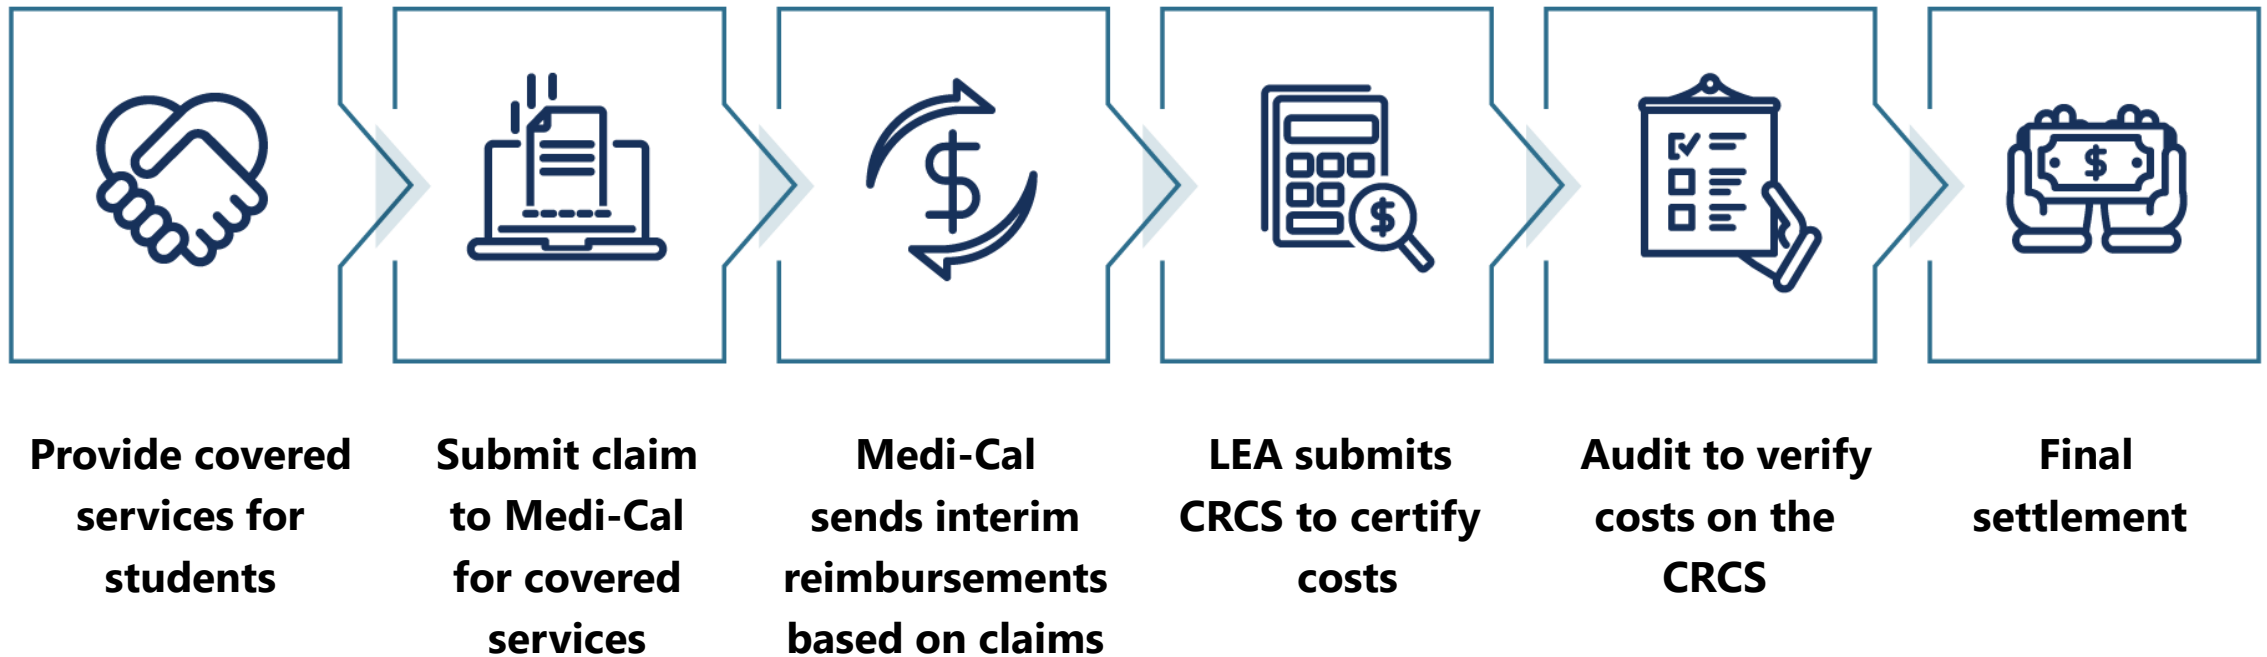 Provide covered
services for
students
Submit claim
to Medi-Cal
for covered
services
Medi-Cal
sends interim
reimbursements
based on claims
LEA submits
CRCS to certify
costs
Audit to verify
costs on the
CRCS
Final
settlement
$
$
$